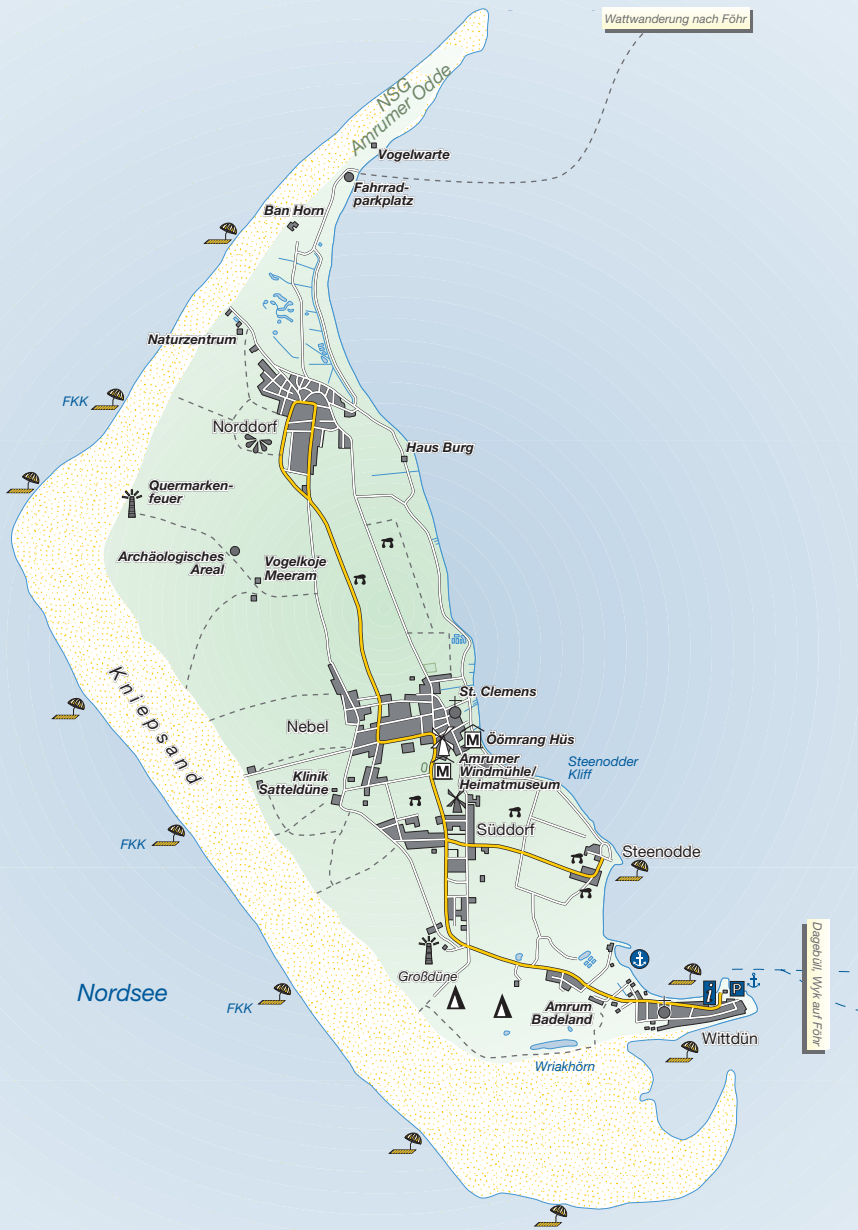 Wattwanderung nach Föhr
NSG
Amrumer Odde
Vogelwarte
Fahrrad-
parkplatz
Ban Horn
Naturzentrum
FKK
Norddorf
Haus Burg
Quermarken-
feuer
Archäologisches
Areal
Vogelkoje
Meeram
Kniepsand
St. Clemens
Nebel
M
Öömrang Hüs
M
Amrumer
Windmühle/
Heimatmuseum
Steenodder
Kliff
Klinik
Satteldüne
Süddorf
FKK
Steenodde
Dagebüll, Wyk auf Föhr
Großdüne
Nordsee
FKK
i
P
Amrum
Badeland
Wittdün
Wriakhörn